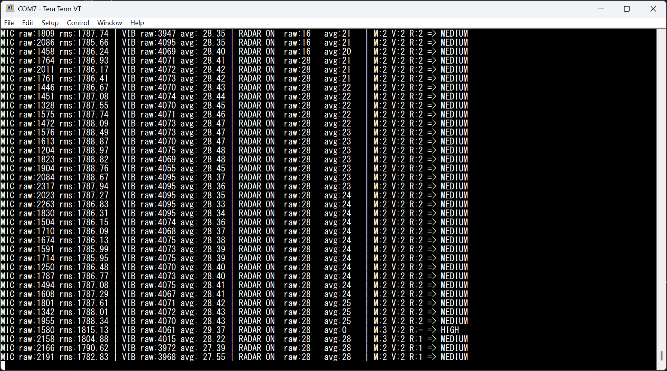 COM7 - Tera Term VT
File Edit Setup Control Window Help
MIC raw:1809 rms:1787.74 | VIB raw:3947 avg: 28.35 | RADAR ON raw:16 avg:21 | M:2 V:2 R:2 => MEDIUM
MIC raw:2086 rms:1785.66 | VIB raw:4095 avg: 28.35 | RADAR ON raw:16 avg:21 | M:2 V:2 R:2 => MEDIUM
MIC raw:1458 rms:1786.24 | VIB raw:4069 avg: 28.40 | RADAR ON raw:16 avg:20 | M:2 V:2 R:2 => MEDIUM
MIC raw:1764 rms:1786.93 | VIB raw:4071 avg: 28.41 | RADAR ON raw:28 avg:21 | M:2 V:2 R:2 => MEDIUM
MIC raw:2011 rms:1786.17 | VIB raw:4072 avg: 28.42 | RADAR ON raw:28 avg:21 | M:2 V:2 R:2 => MEDIUM
MIC raw:1761 rms:1786.41 | VIB raw:4073 avg: 28.42 | RADAR ON raw:28 avg:22 | M:2 V:2 R:2 => MEDIUM
MIC raw:1446 rms:1786.67 | VIB raw:4070 avg: 28.43 | RADAR ON raw:28 avg:22 | M:2 V:2 R:2 => MEDIUM
MIC raw:1451 rms:1787.08 | VIB raw:4074 avg: 28.44 | RADAR ON raw:28 avg:22 | M:2 V:2 R:2 => MEDIUM
MIC raw:1328 rms:1787.55 | VIB raw:4070 avg: 28.45 | RADAR ON raw:28 avg:22 | M:2 V:2 R:2 => MEDIUM
MIC raw:1575 rms:1787.74 | VIB raw:4071 avg: 28.46 | RADAR ON raw:28 avg:22 | M:2 V:2 R:2 => MEDIUM
MIC raw:1472 rms:1788.09 | VIB raw:4073 avg: 28.47 | RADAR ON raw:28 avg:23 | M:2 V:2 R:2 => MEDIUM
MIC raw:1576 rms:1788.49 | VIB raw:4073 avg: 28.47 | RADAR ON raw:28 avg:23 | M:2 V:2 R:2 => MEDIUM
MIC raw:1613 rms:1788.87 | VIB raw:4070 avg: 28.47 | RADAR ON raw:28 avg:23 | M:2 V:2 R:2 => MEDIUM
MIC raw:1204 rms:1788.97 | VIB raw:4075 avg: 28.48 | RADAR ON raw:28 avg:23 | M:2 V:2 R:2 => MEDIUM
MIC raw:1823 rms:1788.82 | VIB raw:4069 avg: 28.48 | RADAR ON raw:28 avg:23 | M:2 V:2 R:2 => MEDIUM
MIC raw:1904 rms:1788.76 | VIB raw:4055 avg: 28.45 | RADAR ON raw:28 avg:23 | M:2 V:2 R:2 => MEDIUM
MIC raw:2084 rms:1788.67 | VIB raw:4095 avg: 28.37 | RADAR ON raw:28 avg:23 | M:2 V:2 R:2 => MEDIUM
MIC raw:2317 rms:1787.94 | VIB raw:4095 avg: 28.36 | RADAR ON raw:28 avg:23 | M:2 V:2 R:2 => MEDIUM
MIC raw:2023 rms:1787.27 | VIB raw:4095 avg: 28.35 | RADAR ON raw:28 avg:24 | M:2 V:2 R:2 => MEDIUM
MIC raw:2263 rms:1786.83 | VIB raw:4095 avg: 28.33 | RADAR ON raw:28 avg:24 | M:2 V:2 R:2 => MEDIUM
MIC raw:1830 rms:1786.31 | VIB raw:4095 avg: 28.34 | RADAR ON raw:28 avg:24 | M:2 V:2 R:2 => MEDIUM
MIC raw:1504 rms:1786.15 | VIB raw:4074 avg: 28.36 | RADAR ON raw:28 avg:24 | M:2 V:2 R:2 => MEDIUM
MIC raw:1710 rms:1786.09 | VIB raw:4068 avg: 28.37 | RADAR ON raw:28 avg:24 | M:2 V:2 R:2 => MEDIUM
MIC raw:1674 rms:1786.13 | VIB raw:4075 avg: 28.38 | RADAR ON raw:28 avg:24 | M:2 V:2 R:2 => MEDIUM
MIC raw:1591 rms:1785.99 | VIB raw:4073 avg: 28.39 | RADAR ON raw:28 avg:24 | M:2 V:2 R:2 => MEDIUM
MIC raw:1714 rms:1785.95 | VIB raw:4075 avg: 28.39 | RADAR ON raw:28 avg:24 | M:2 V:2 R:2 => MEDIUM
MIC raw:1250 rms:1786.48 | VIB raw:4070 avg: 28.40 | RADAR ON raw:28 avg:24 | M:2 V:2 R:2 => MEDIUM
MIC raw:1787 rms:1786.77 | VIB raw:4073 avg: 28.40 | RADAR ON raw:28 avg:24 | M:2 V:2 R:2 => MEDIUM
MIC raw:1494 rms:1787.08 | VIB raw:4075 avg: 28.41 | RADAR ON raw:28 avg:24 | M:2 V:2 R:2 => MEDIUM
MIC raw:1608 rms:1787.29 | VIB raw:4067 avg: 28.41 | RADAR ON raw:28 avg:24 | M:2 V:2 R:2 => MEDIUM
MIC raw:1801 rms:1787.61 | VIB raw:4071 avg: 28.42 | RADAR ON raw:28 avg:25 | M:2 V:2 R:2 => MEDIUM
MIC raw:1342 rms:1788.01 | VIB raw:4072 avg: 28.43 | RADAR ON raw:28 avg:25 | M:2 V:2 R:2 => MEDIUM
MIC raw:1955 rms:1788.34 | VIB raw:4070 avg: 28.43 | RADAR ON raw:28 avg:25 | M:2 V:2 R:2 => MEDIUM
MIC raw:1580 rms:1815.13 | VIB raw:4061 avg: 29.37 | RADAR ON raw:28 avg:0 | M:3 V:2 R:- => HIGH
MIC raw:2158 rms:1804.88 | VIB raw:4015 avg: 28.22 | RADAR ON raw:28 avg:28 | M:3 V:2 R:1 => MEDIUM
MIC raw:2166 rms:1790.62 | VIB raw:3972 avg: 27.39 | RADAR ON raw:28 avg:28 | M:2 V:2 R:1 => MEDIUM
MIC raw:2191 rms:1782.83 | VIB raw:3968 avg: 27.55 | RADAR ON raw:28 avg:28 | M:2 V:2 R:1 => MEDIUM